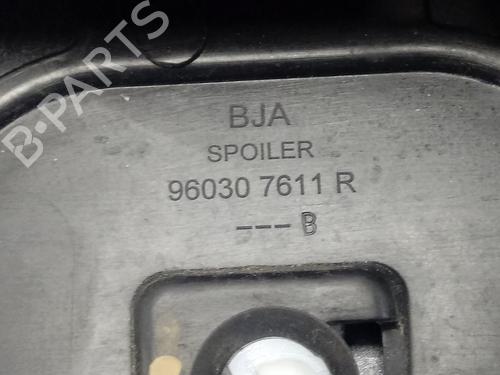 B-PARTS
BJA
SPOILER
96030 7611 R
--- B